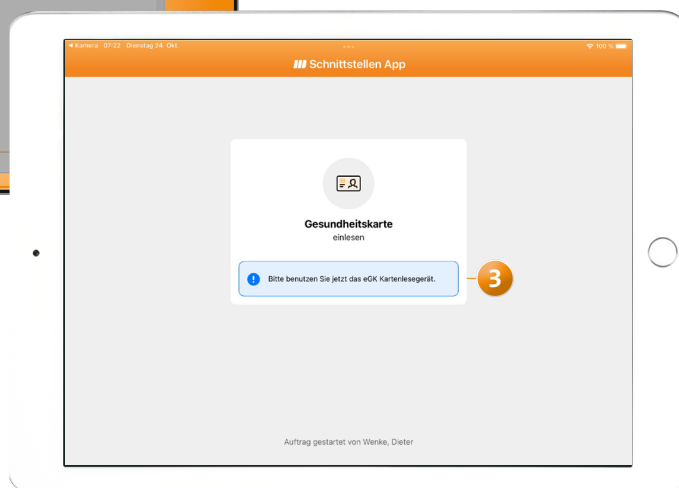 ◂ Kamera 07:22 Dienstag 24. Okt.
100 %
Schnittstellen App
Gesundheitskarte
einlesen
Bitte benutzen Sie jetzt das eGK Kartenlesegerät.
3
Auftrag gestartet von Wenke, Dieter